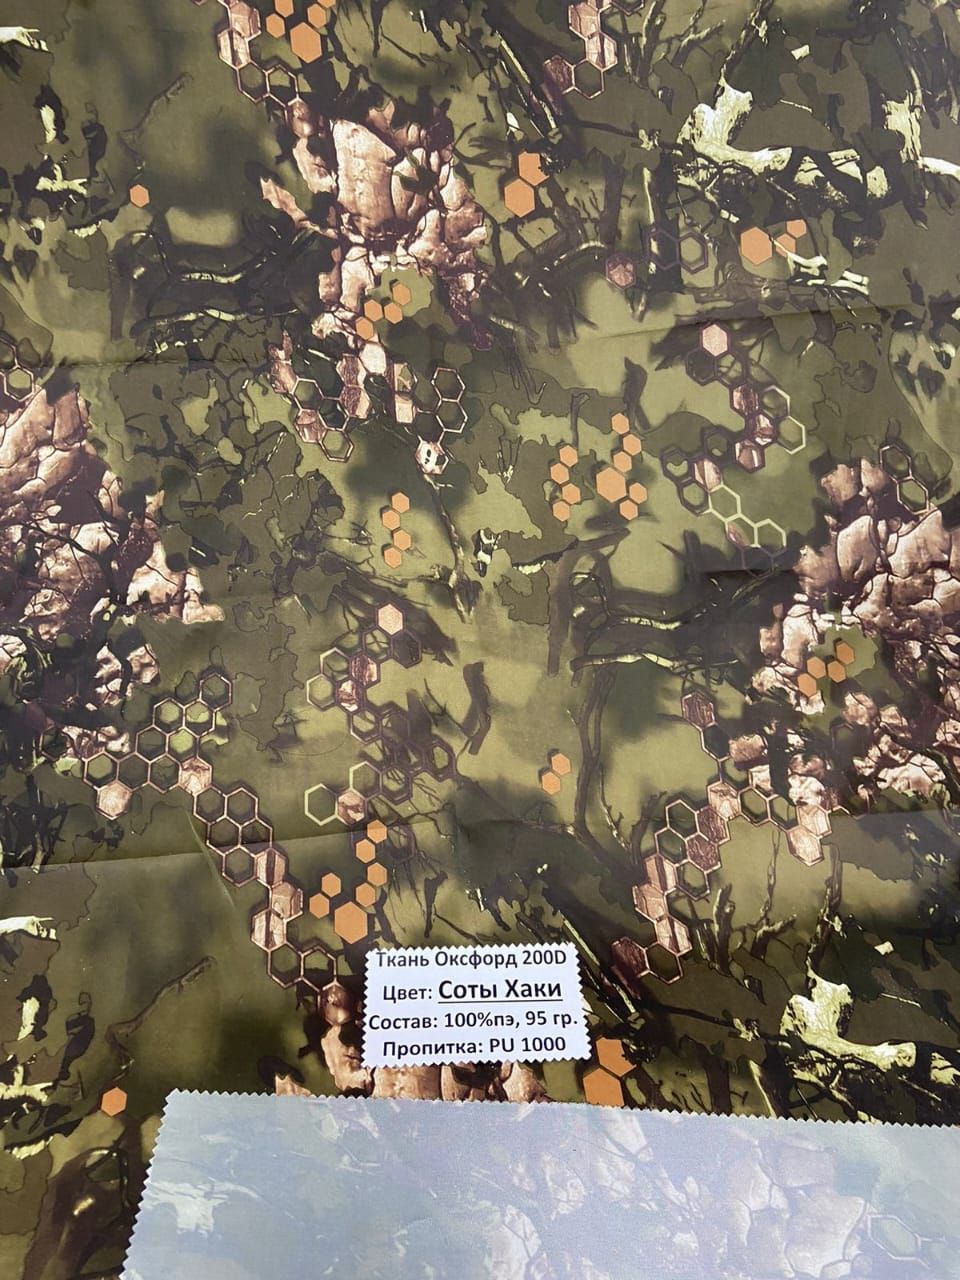 Ткань Оксфорд 200D
Цвет: Соты Хаки
Состав: 100%пэ, 95 гр.
Пропитка: PU 1000